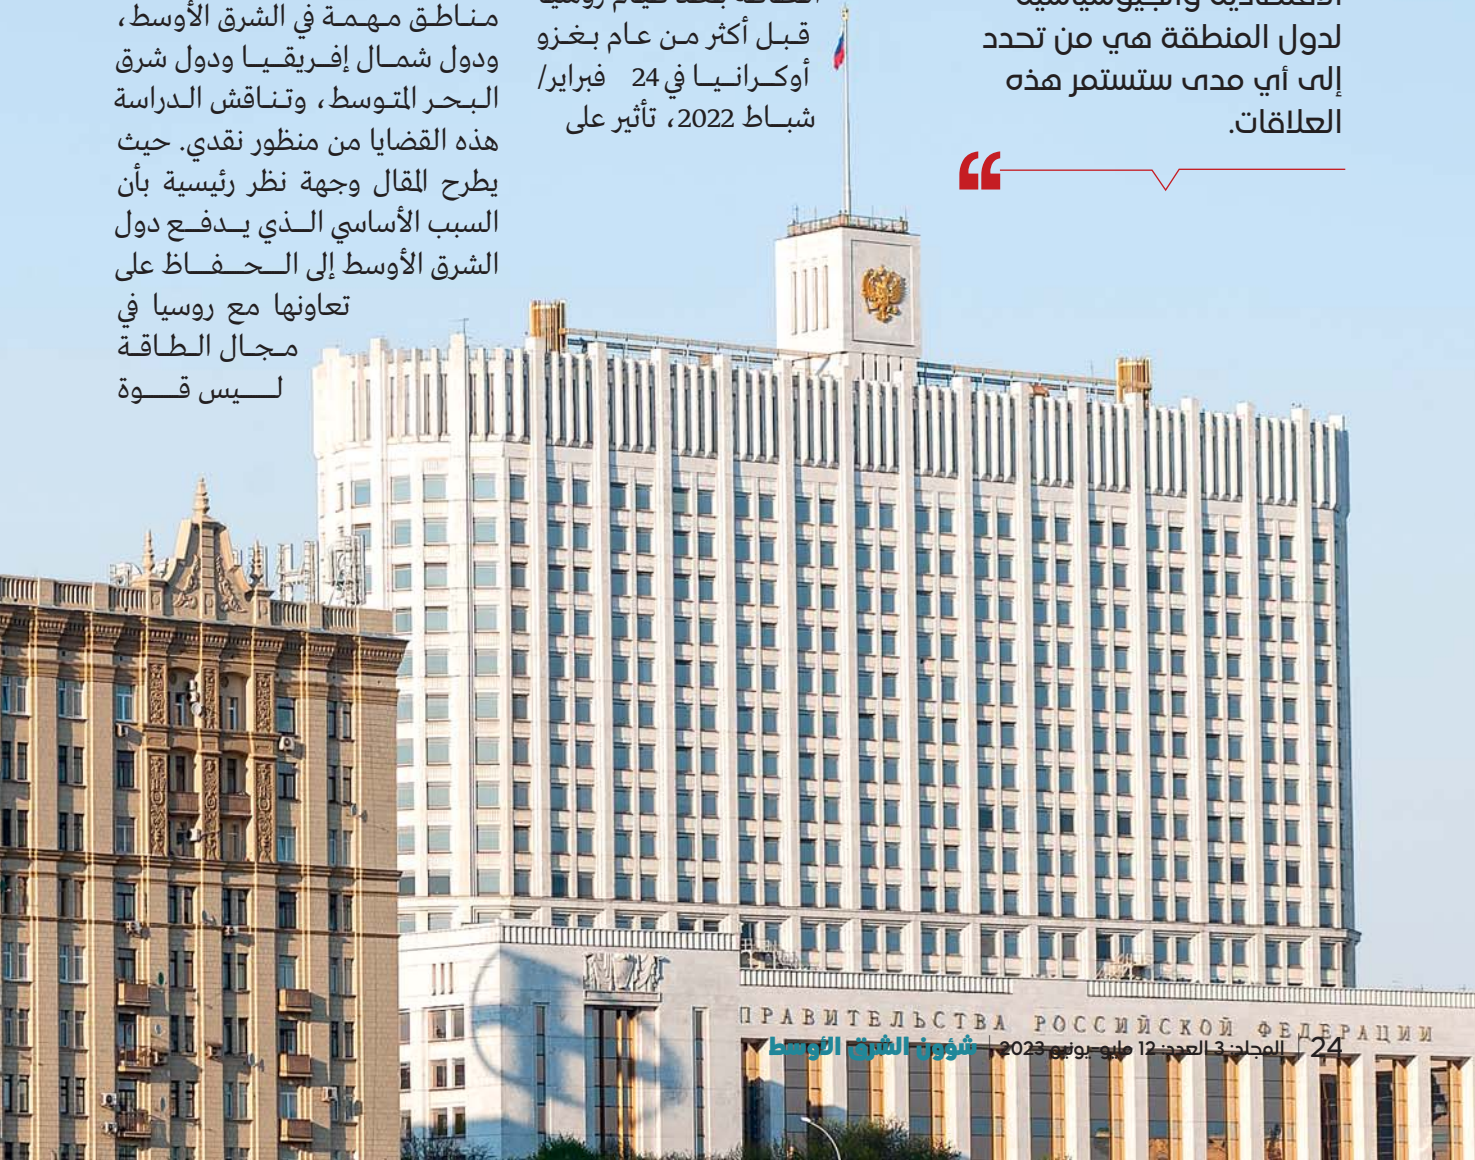 لدول المنطقة هي من تحدد
إلى أي مدى ستستمر هذه
العلاقات.
قبل أكثر من عام بغزو
أوكرانيا في 24 فبراير/
شباط 2022، تأثير على
مناطق مهمة في الشرق الأوسط،
ودول شمال إفريقيا ودول شرق
البحر المتوسط، وتناقش الدراسة
هذه القضايا من منظور نقدي. حيث
يطرح المقال وجهة نظر رئيسية بأن
السبب الأساسي الذي يدفع دول
الشرق الأوسط إلى الحفاظ على
تعاونها مع روسيا في
مجال الطاقة
ليس قوة
ПРАВИТЕЛЬСТВА РОССИЙСКОЙ ФЕДЕРАЦИИ
24 | المجلد: 3 العدد: 12 مايو-يونيو 2023 | شؤون الشرق الأوسط